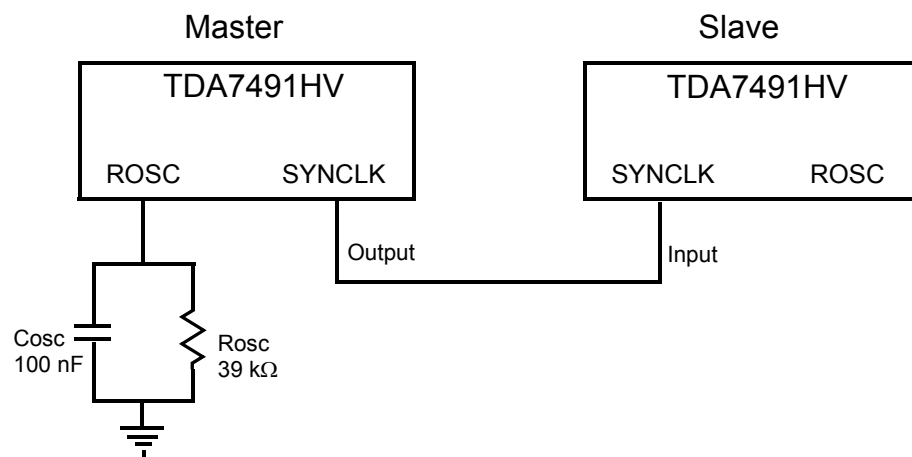 Master
Slave
TDA7491HV
TDA7491HV
ROSC
SYNCLK
SYNCLK
ROSC
Output
Input
Cosc
100 nF
Rosc
39 kΩ